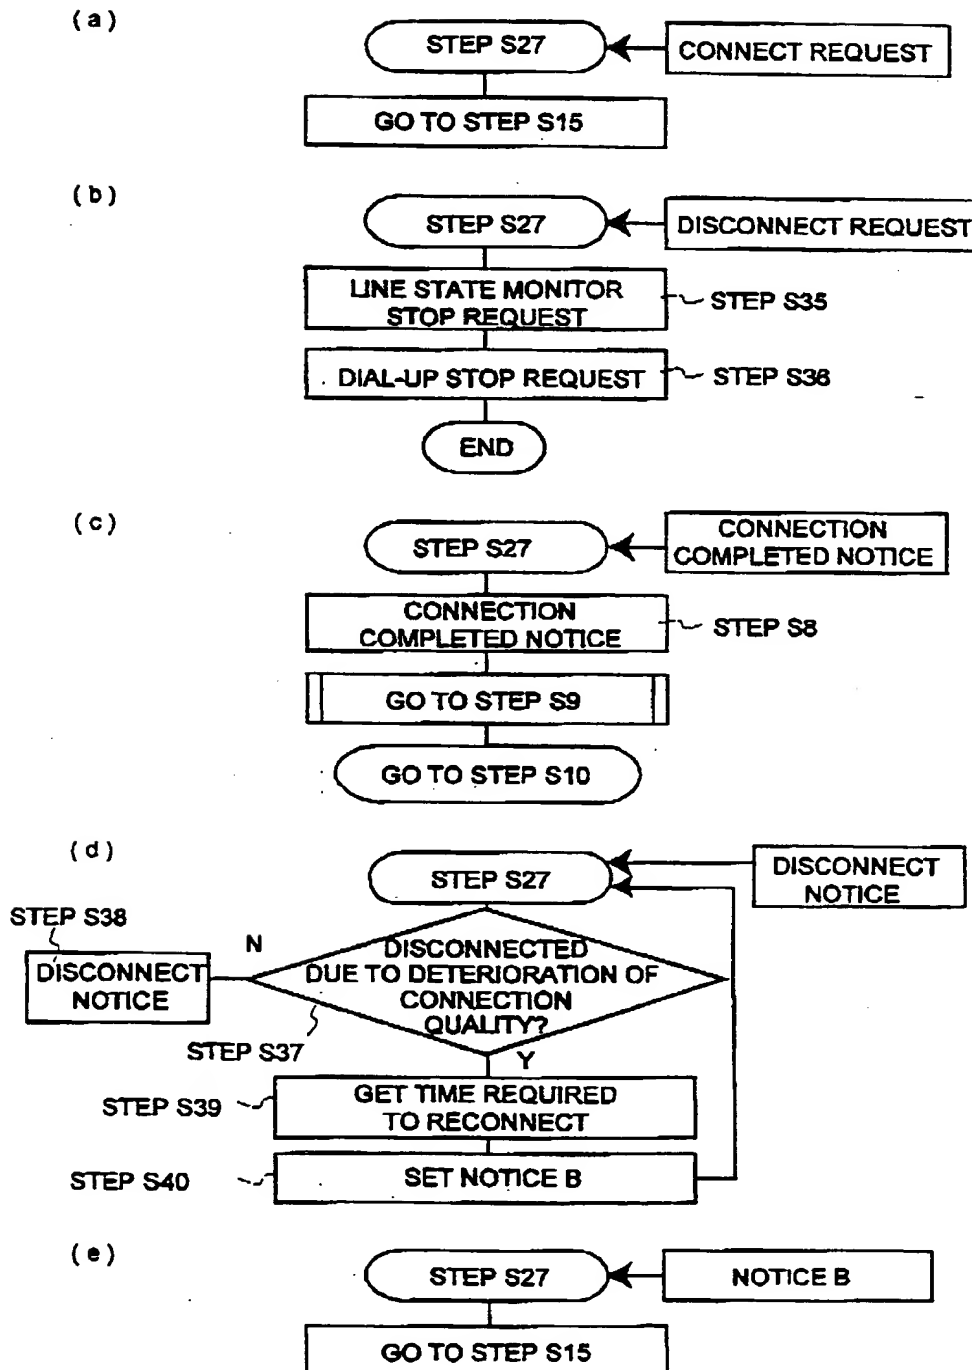 (a)
STEP S27
CONNECT REQUEST
GO TO STEP S15
(b)
STEP S27
DISCONNECT REQUEST
LINE STATE MONITOR
STOP REQUEST
STEP S35
DIAL-UP STOP REQUEST
STEP S36
END
(c)
STEP S27
CONNECTION
COMPLETED NOTICE
CONNECTION
COMPLETED NOTICE
STEP S8
GO TO STEP S9
GO TO STEP S10
(d)
STEP S27
DISCONNECT
NOTICE
STEP S38
DISCONNECT
NOTICE
N
DISCONNECTED
DUE TO DETERIORATION OF
CONNECTION
QUALITY?
STEP S37
Y
STEP S39
GET TIME REQUIRED
TO RECONNECT
STEP S40
SET NOTICE B
(e)
STEP S27
NOTICE B
GO TO STEP S15